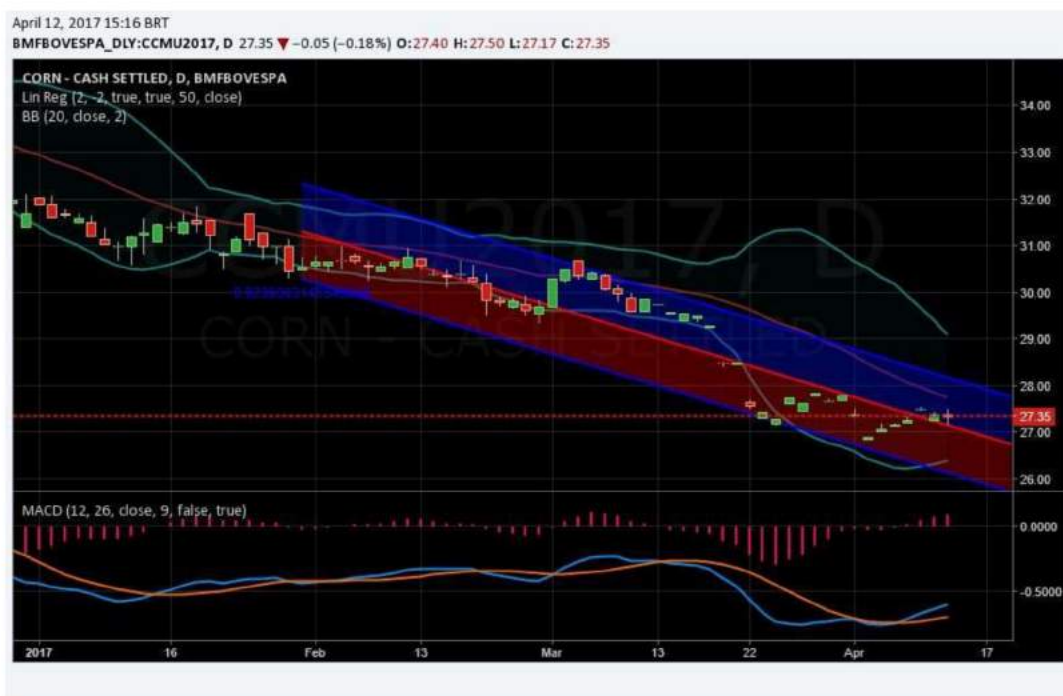 April 12, 2017 15:16 BRT
BMFBOVESPA_DLY:CCMU2017, D 27.35 ▼ −0.05 (−0.18%) O:27.40 H:27.50 L:27.17 C:27.35
CORN - CASH SETTLED, D, BMFBOVESPA
Lin Reg (2, -2, true, true, 50, close)
BB (20, close, 2)
34.00
33.00
32.00
31.00
30.00
29.00
28.00
27.35
27.00
26.00
CCMU2017, D
CORN - CASH SETTLED
MACD (12, 26, close, 9, false, true)
0.0000
-0.5000
2017 16 Feb 13 Mar 13 22 Apr 17